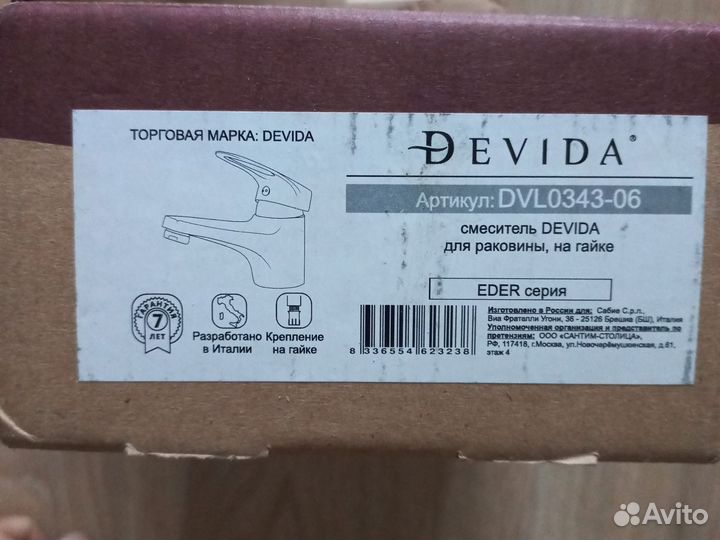 ТОРГОВАЯ МАРКА: DEVIDA
DEVIDA®
Артикул: DVL0343-06
смеситель DEVIDA
для раковины, на гайке
EDER серия
ГАРАНТИЯ
7
ЛЕТ
Разработано
в Италии
Крепление
на гайке
8 336554 623238
Изготовлено в России для: Сабие С.р.л.,
Виа Фрателли Угони, 36 - 25126 Брешиа (БШ), Италия
Уполномоченная организация и представитель по
претензиям: ООО «САНТИМ-СТОЛИЦА»,
РФ, 117418, г.Москва, ул.Новочерёмушкинская, д.61,
этаж 4
Avito